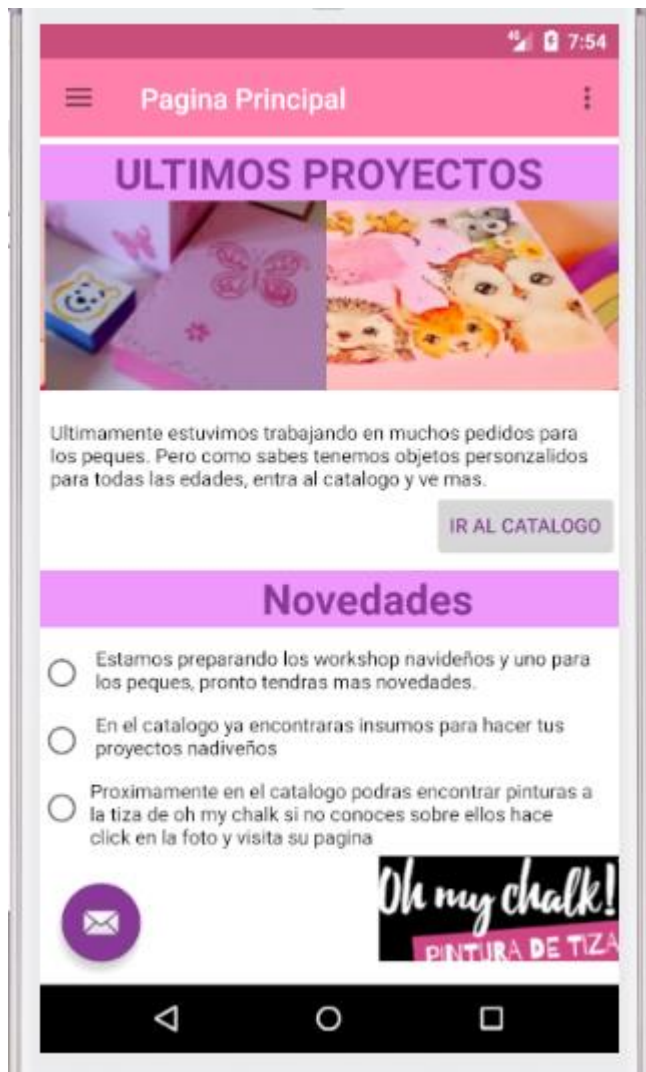 4G 7:54
Pagina Principal
ULTIMOS PROYECTOS
Ultimamente estuvimos trabajando en muchos pedidos para
los peques. Pero como sabes tenemos objetos personzalidos
para todas las edades, entra al catalogo y ve mas.
IR AL CATALOGO
Novedades
Estamos preparando los workshop navideños y uno para
los peques, pronto tendras mas novedades.
En el catalogo ya encontraras insumos para hacer tus
proyectos nadiveños
Proximamente en el catalogo podras encontrar pinturas a
la tiza de oh my chalk si no conoces sobre ellos hace
click en la foto y visita su pagina
Oh my chalk!
PINTURA DE TIZA